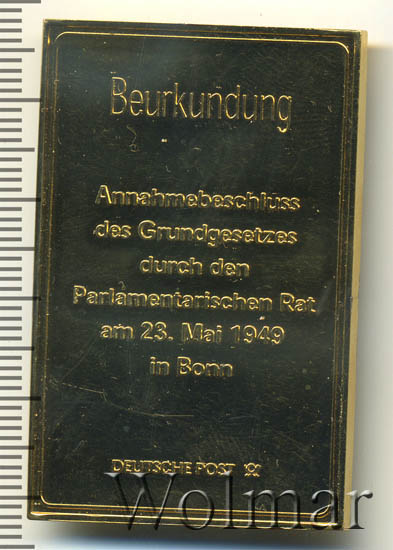 Beurkundung
Annahmebeschluss
des Grundgesetzes
durch den
Parlamentarischen Rat
am 23. Mai 1949
in Bonn
DEUTSCHE POST
Wolmar